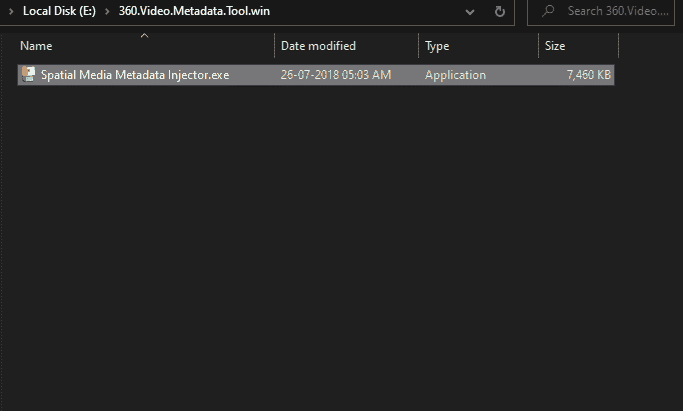 Local Disk (E:) 360.Video.Metadata.Tool.win Search 360.Video....
Name Date modified Type Size
Spatial Media Metadata Injector.exe 26-07-2018 05:03 AM Application 7,460 KB